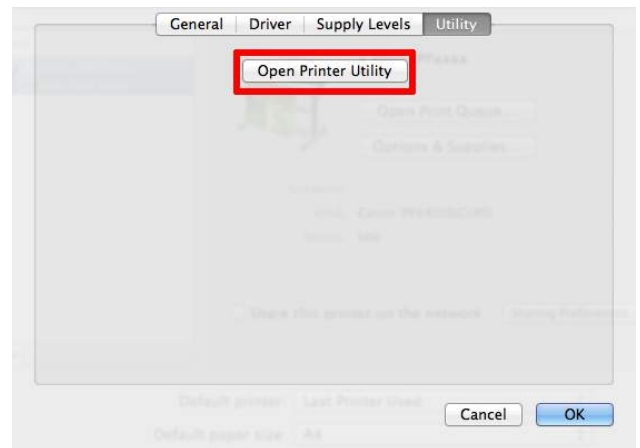 General Driver Supply Levels Utility
Open Printer Utility
Open Print Queue...
Options & Supplies...
Idle
Share this printer on the network
Default printer: Last Printer Used
Cancel OK
Default paper size: A4